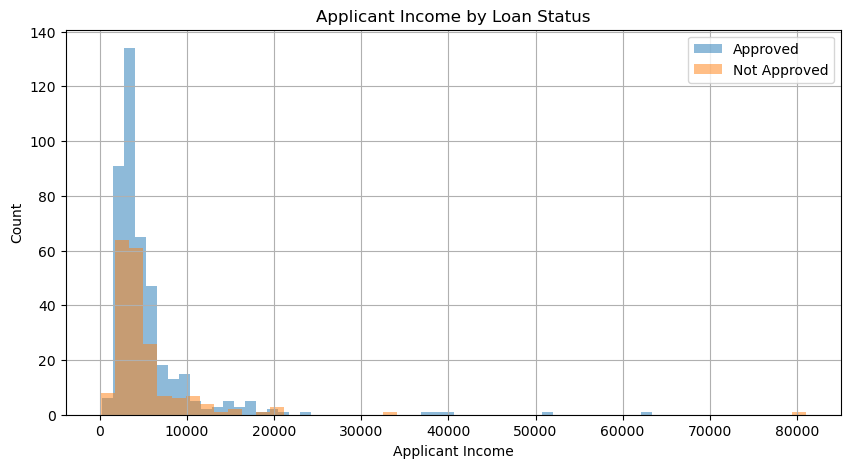 Applicant Income by Loan Status
Approved
Not Approved
Count
140
120
100
80
60
40
20
0
0 10000 20000 30000 40000 50000 60000 70000 80000
Applicant Income